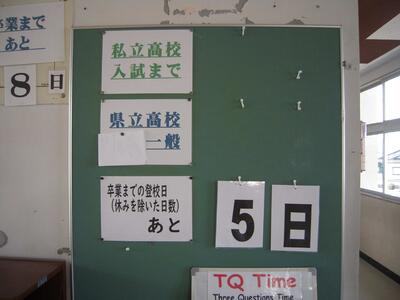 卒業まで
あと
8日
私立高校
入試まで
県立高校
一般
卒業までの登校日
(休みを除いた日数)
あと
5日
TQ Time
Three Questions Time